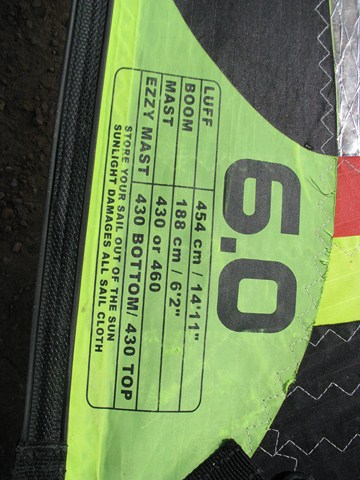 6.0
LUFF 454 cm / 14'11"
BOOM 188 cm / 6'2"
MAST 430 or 460
EZZY MAST 430 BOTTOM/ 430 TOP
STORE YOUR SAIL OUT OF THE SUN
SUNLIGHT DAMAGES ALL SAIL CLOTH